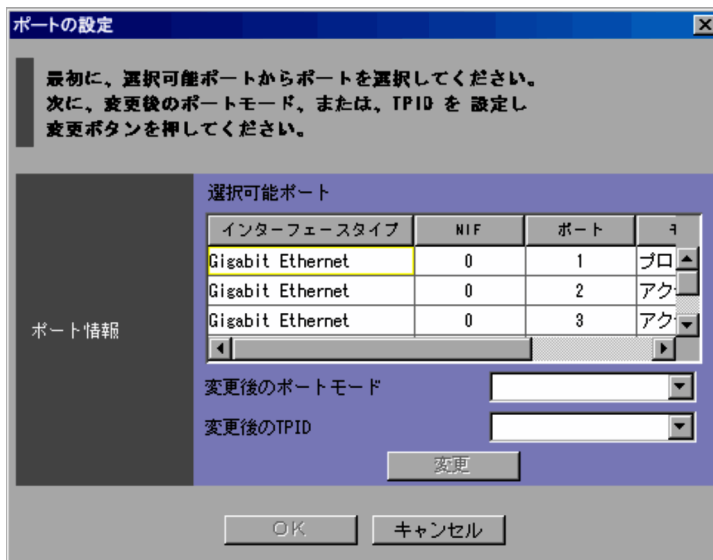 ポートの設定
最初に、選択可能ポートからポートを選択してください。
次に、変更後のポートモード、または、TPID を 設定し
変更ボタンを押してください。
ポート情報
選択可能ポート
インターフェースタイプ NIF ポート
Gigabit Ethernet 0 1 プロ
Gigabit Ethernet 0 2 アク
Gigabit Ethernet 0 3 アク
変更後のポートモード
変更後のTPID
変更
OK キャンセル